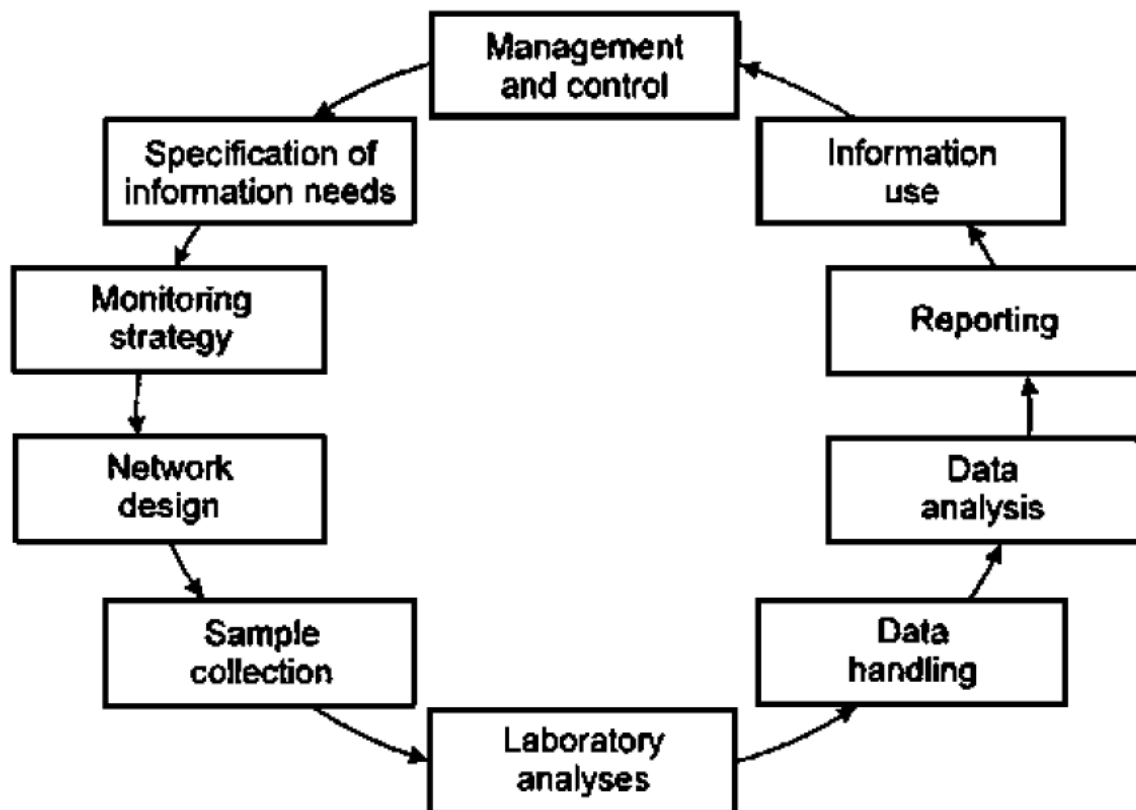 Management
and control
Specification of
information needs
Monitoring
strategy
Network
design
Sample
collection
Laboratory
analyses
Data
handling
Data
analysis
Reporting
Information
use